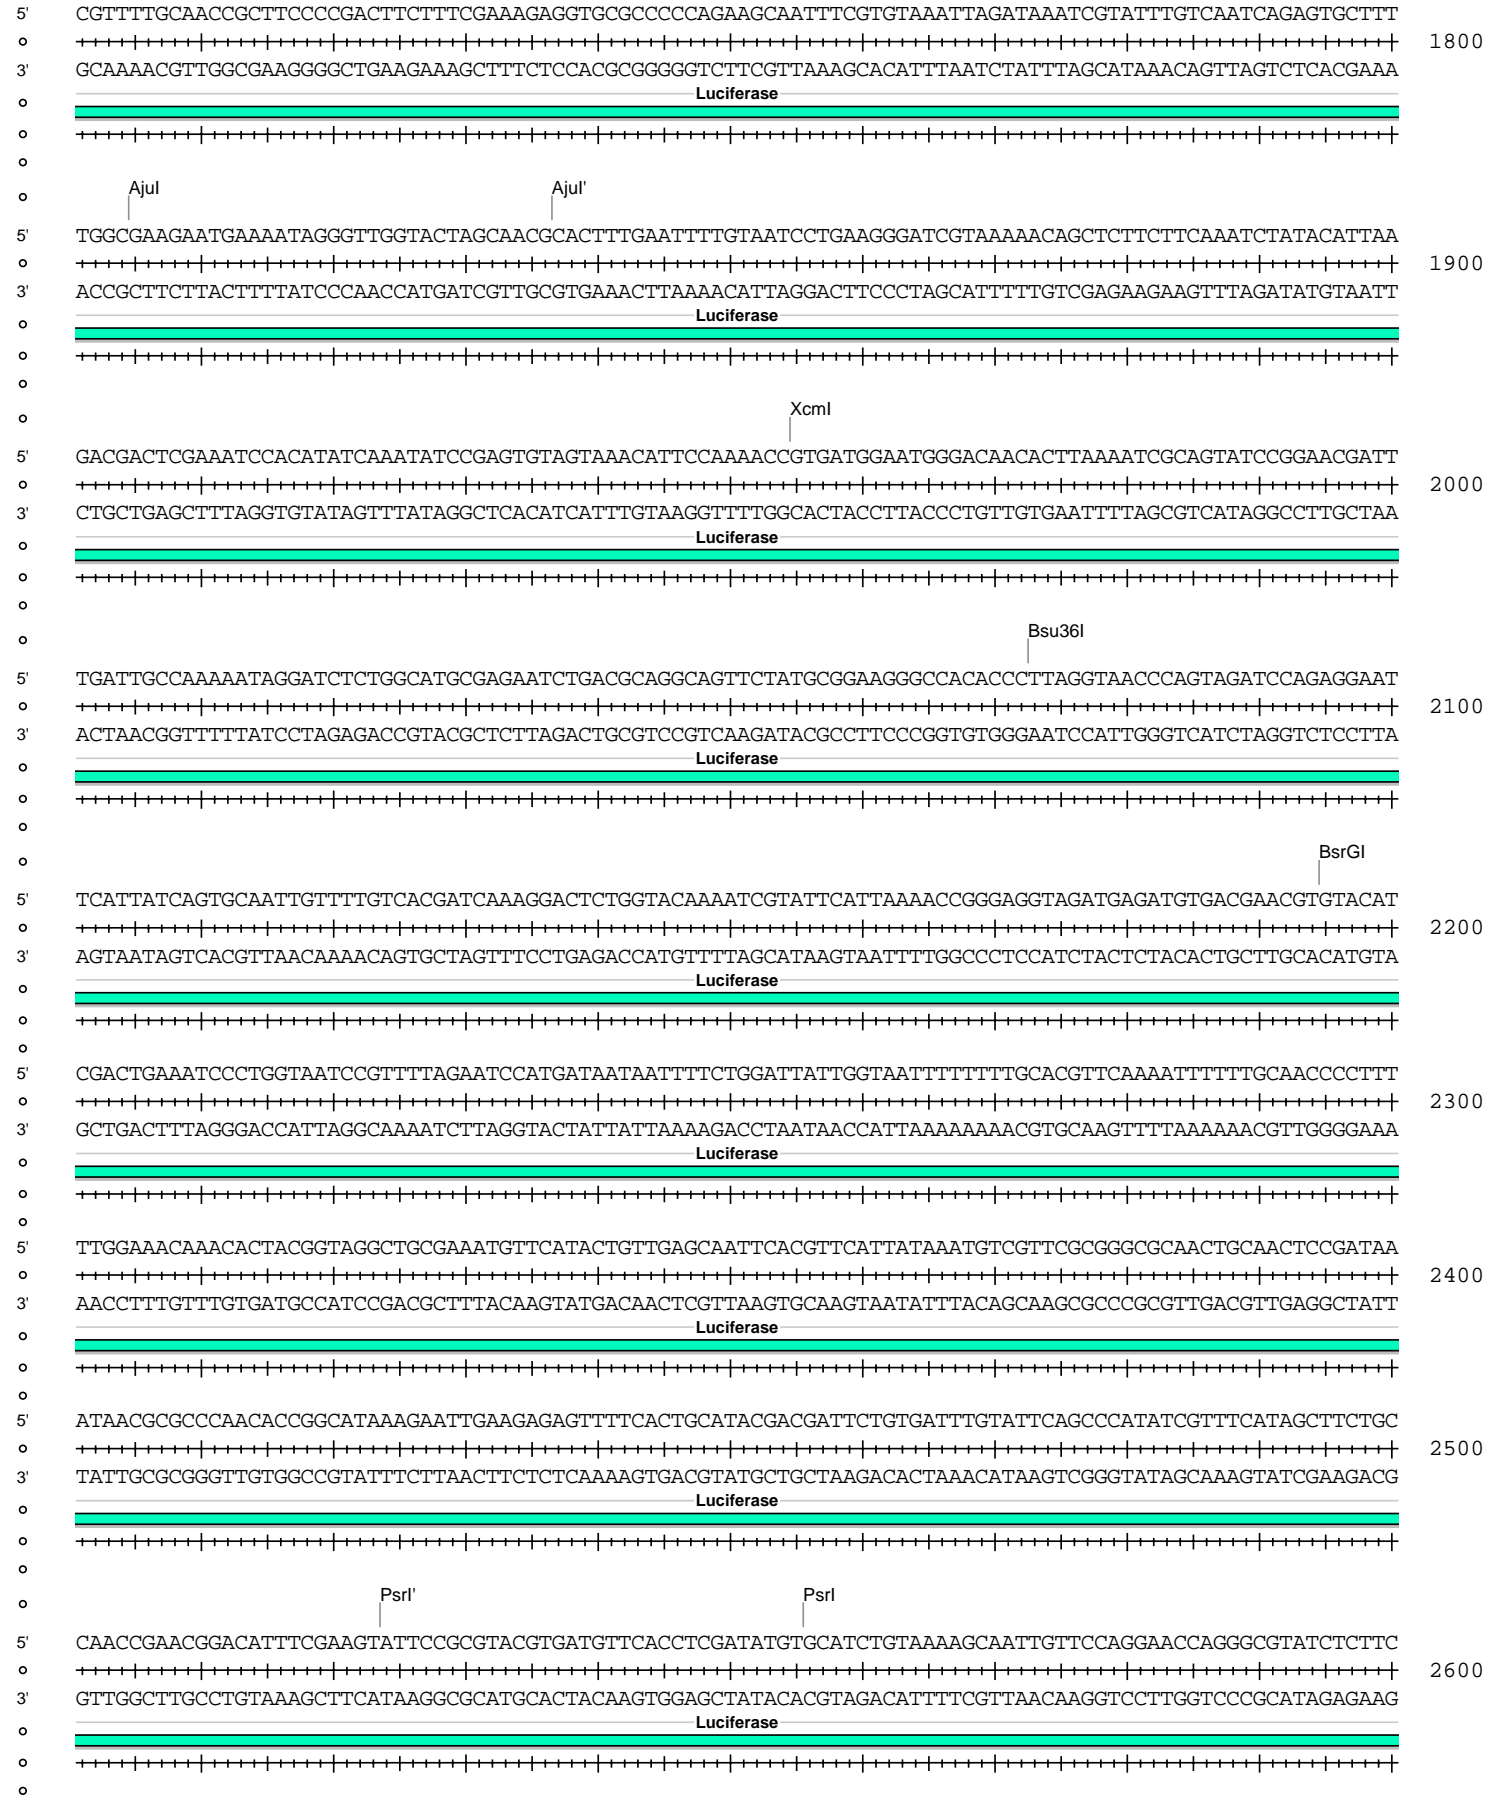 5' CGTTTTGCAACCGCTTCCCCGACTTCTTTCGAAAGAGGTGCGCCCCCAGAAGCAATTTCGTGTAAATTAGATAAATCGTATTTGTCAATCAGAGTGCTTT
1800
3' GCAAAACGTTGGCGAAGGGGCTGAAGAAAGCTTTCTCCACGCGGGGGTCTTCGTTAAAGCACATTTAATCTATTTAGCATAAACAGTTAGTCTCACGAAA
Luciferase
AjuI AjuI'
5' TGGCGAAGAATGAAAATAGGGTTGGTACTAGCAACGCACTTTGAATTTTGTAATCCTGAAGGGATCGTAAAAACAGCTCTTCTTCAAATCTATACATTAA
1900
3' ACCGCTTCTTACTTTTATCCCAACCATGATCGTTGCGTGAAACTTAAAACATTAGGACTTCCCTAGCATTTTTGTCGAGAAGAAGTTTAGATATGTAATT
Luciferase
XcmI
5' GACGACTCGAAATCCACATATCAAATATCCGAGTGTAGTAAACATTCCAAAACCGTGATGGAATGGGACAACACTTAAAATCGCAGTATCCGGAACGATT
2000
3' CTGCTGAGCTTTAGGTGTATAGTTTATAGGCTCACATCATTTGTAAGGTTTTGGCACTACCTTACCCTGTTGTGAATTTTAGCGTCATAGGCCTTGCTAA
Luciferase
Bsu36I
5' TGATTGCCAAAAATAGGATCTCTGGCATGCGAGAATCTGACGCAGGCAGTTCTATGCGGAAGGGCCACACCCTTAGGTAACCCAGTAGATCCAGAGGAAT
2100
3' ACTAACGGTTTTTATCCTAGAGACCGTACGCTCTTAGACTGCGTCCGTCAAGATACGCCTTCCCGGTGTGGGAATCCATTGGGTCATCTAGGTCTCCTTA
Luciferase
BsrGI
5' TCATTATCAGTGCAATTGTTTTGTCACGATCAAAGGACTCTGGTACAAAATCGTATTCATTAAAACCGGGAGGTAGATGAGATGTGACGAACGTGTACAT
2200
3' AGTAATAGTCACGTTAACAAAACAGTGCTAGTTTCCTGAGACCATGTTTTAGCATAAGTAATTTTGGCCCTCCATCTACTCTACACTGCTTGCACATGTA
Luciferase
5' CGACTGAAATCCCTGGTAATCCGTTTTAGAATCCATGATAATAATTTTCTGGATTATTGGTAATTTTTTTTGCACGTTCAAAATTTTTTGCAACCCCTTT
2300
3' GCTGACTTTAGGGACCATTAGGCAAAATCTTAGGTACTATTATTAAAAGACCTAATAACCATTAAAAAAAACGTGCAAGTTTTAAAAAACGTTGGGGAAA
Luciferase
5' TTGGAAACAAACACTACGGTAGGCTGCGAAATGTTCATACTGTTGAGCAATTCACGTTCATTATAAATGTCGTTCGCGGGCGCAACTGCAACTCCGATAA
2400
3' AACCTTTGTTTGTGATGCCATCCGACGCTTTACAAGTATGACAACTCGTTAAGTGCAAGTAATATTTACAGCAAGCGCCCGCGTTGACGTTGAGGCTATT
Luciferase
5' ATAACGCGCCCAACACCGGCATAAAGAATTGAAGAGAGTTTTCACTGCATACGACGATTCTGTGATTTGTATTCAGCCCATATCGTTTCATAGCTTCTGC
2500
3' TATTGCGCGGGTTGTGGCCGTATTTCTTAACTTCTCTCAAAAGTGACGTATGCTGCTAAGACACTAAACATAAGTCGGGTATAGCAAAGTATCGAAGACG
Luciferase
PsrI' PsrI
5' CAACCGAACGGACATTTCGAAGTATTCCGCGTACGTGATGTTCACCTCGATATGTGCATCTGTAAAAGCAATTGTTCCAGGAACCAGGGCGTATCTCTTC
2600
3' GTTGGCTTGCCTGTAAAGCTTCATAAGGCGCATGCACTACAAGTGGAGCTATACACGTAGACATTTTCGTTAACAAGGTCCTTGGTCCCGCATAGAGAAG
Luciferase